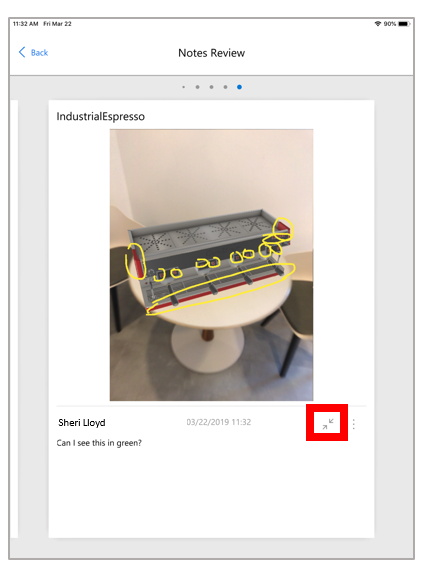 11:32 AM Fri Mar 22
90%
Back
Notes Review
IndustrialEspresso
Sheri Lloyd
03/22/2019 11:32
Can I see this in green?